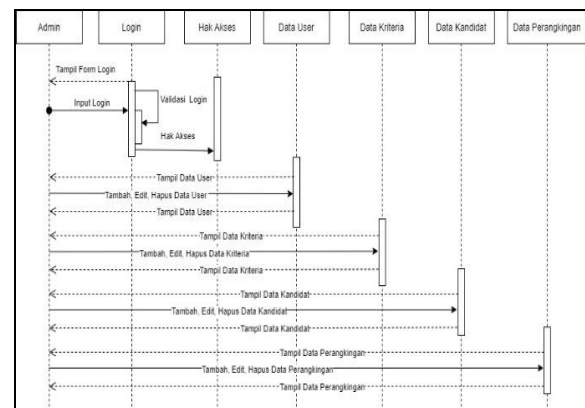 Admin
Login
Hak Akses
Data User
Data Kriteria
Data Kandidat
Data Perangkingan
Tampil Form Login
Input Login
Validasi Login
Hak Akses
Tampil Data User
Tambah, Edit, Hapus Data User
Tampil Data User
Tampil Data Kriteria
Tambah, Edit, Hapus Data Kriteria
Tampil Data Kriteria
Tampil Data Kandidat
Tambah, Edit, Hapus Data Kandidat
Tampil Data Kandidat
Tampil Data Perangkingan
Tambah, Edit, Hapus Data Perangkingan
Tampil Data Perangkingan